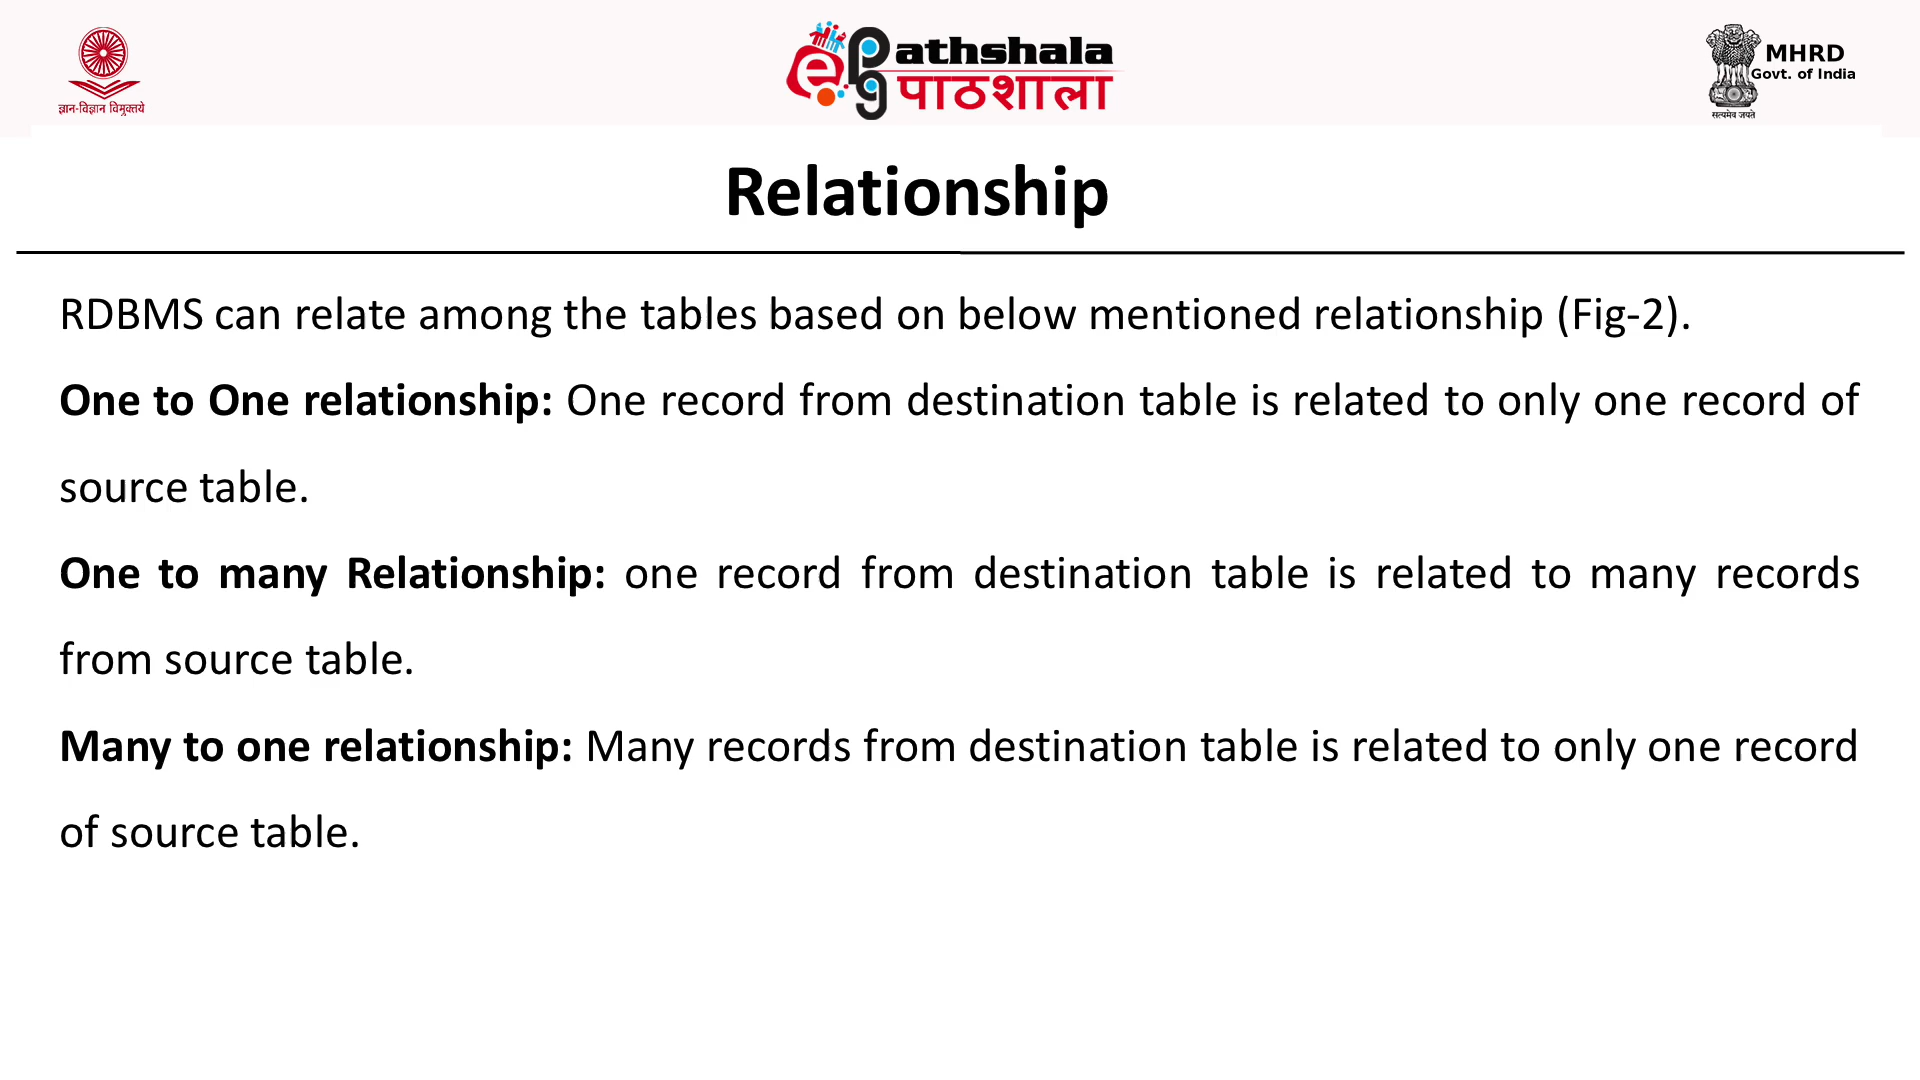 ज्ञान-विज्ञान विमुक्तये
e PG athshala
पाठशाला
MHRD
Govt. of India
सत्यमेव जयते
Relationship
RDBMS can relate among the tables based on below mentioned relationship (Fig-2).
One to One relationship: One record from destination table is related to only one record of
source table.
One to many Relationship: one record from destination table is related to many records
from source table.
Many to one relationship: Many records from destination table is related to only one record
of source table.